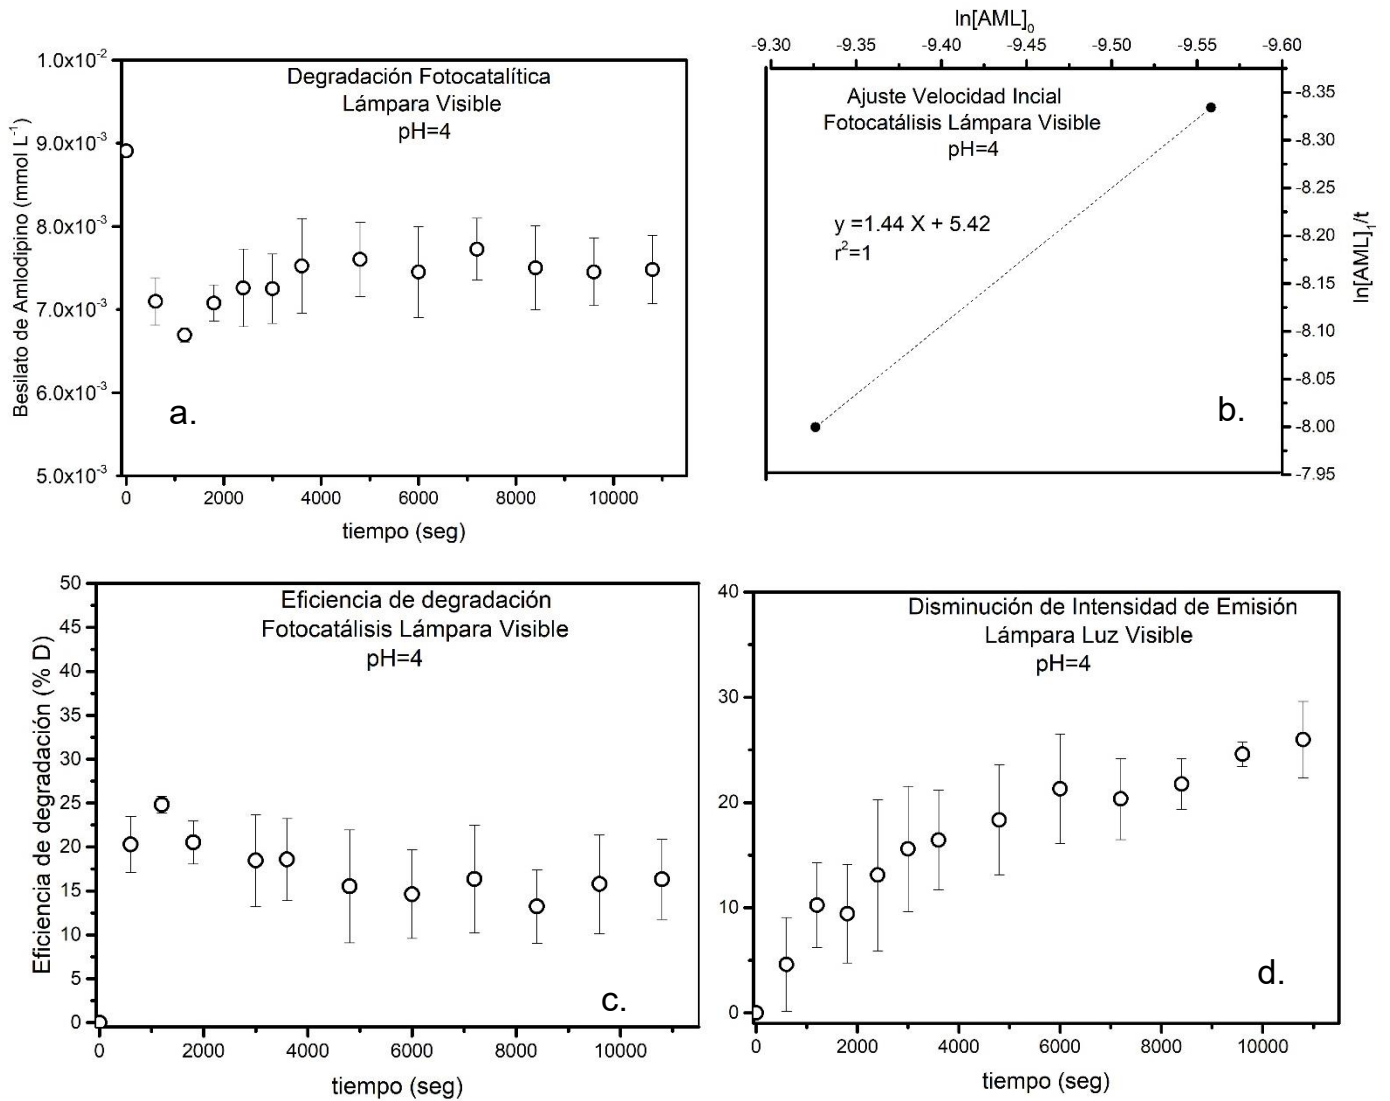 Degradación Fotocatalítica
Lámpara Visible
pH=4
Besilato de Amlodipino (mmol L⁻¹)
1.0x10⁻²
9.0x10⁻³
8.0x10⁻³
7.0x10⁻³
6.0x10⁻³
5.0x10⁻³
a.
0 2000 4000 6000 8000 10000
tiempo (seg)
ln[AML]₀
-9.30 -9.35 -9.40 -9.45 -9.50 -9.55 -9.60
Ajuste Velocidad Incial
Fotocatálisis Lámpara Visible
pH=4
y =1.44 X + 5.42
r²=1
-8.35
-8.30
-8.25
-8.20
-8.15
-8.10
-8.05
-8.00
-7.95
ln[AML]₁/t
b.
Eficiencia de degradación
Fotocatálisis Lámpara Visible
pH=4
Eficiencia de degradación (% D)
50
45
40
35
30
25
20
15
10
5
0
c.
0 2000 4000 6000 8000 10000
tiempo (seg)
Disminución de Intensidad de Emisión
Lámpara Luz Visible
pH=4
40
30
20
10
0
d.
0 2000 4000 6000 8000 10000
tiempo (seg)